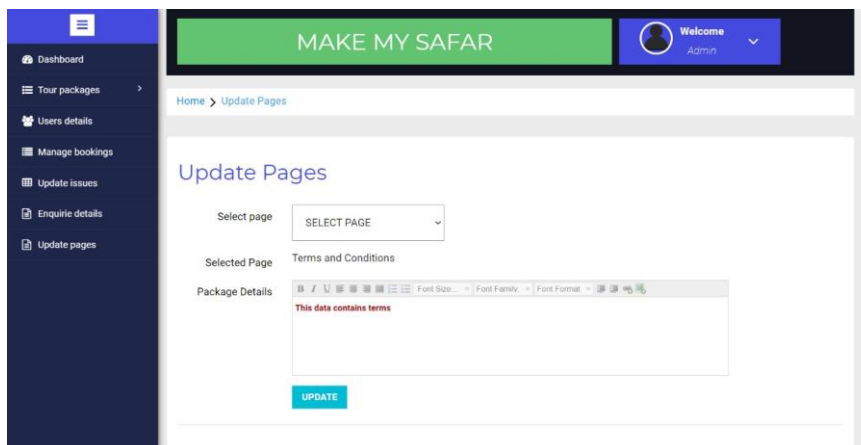 MAKE MY SAFAR
Welcome
Admin
Dashboard
Tour packages
Users details
Manage bookings
Update issues
Enquirie details
Update pages
Home > Update Pages
Update Pages
Select page
SELECT PAGE
Selected Page
Terms and Conditions
Package Details
B I U Font Size... Font Family. Font Format
This data contains terms
UPDATE